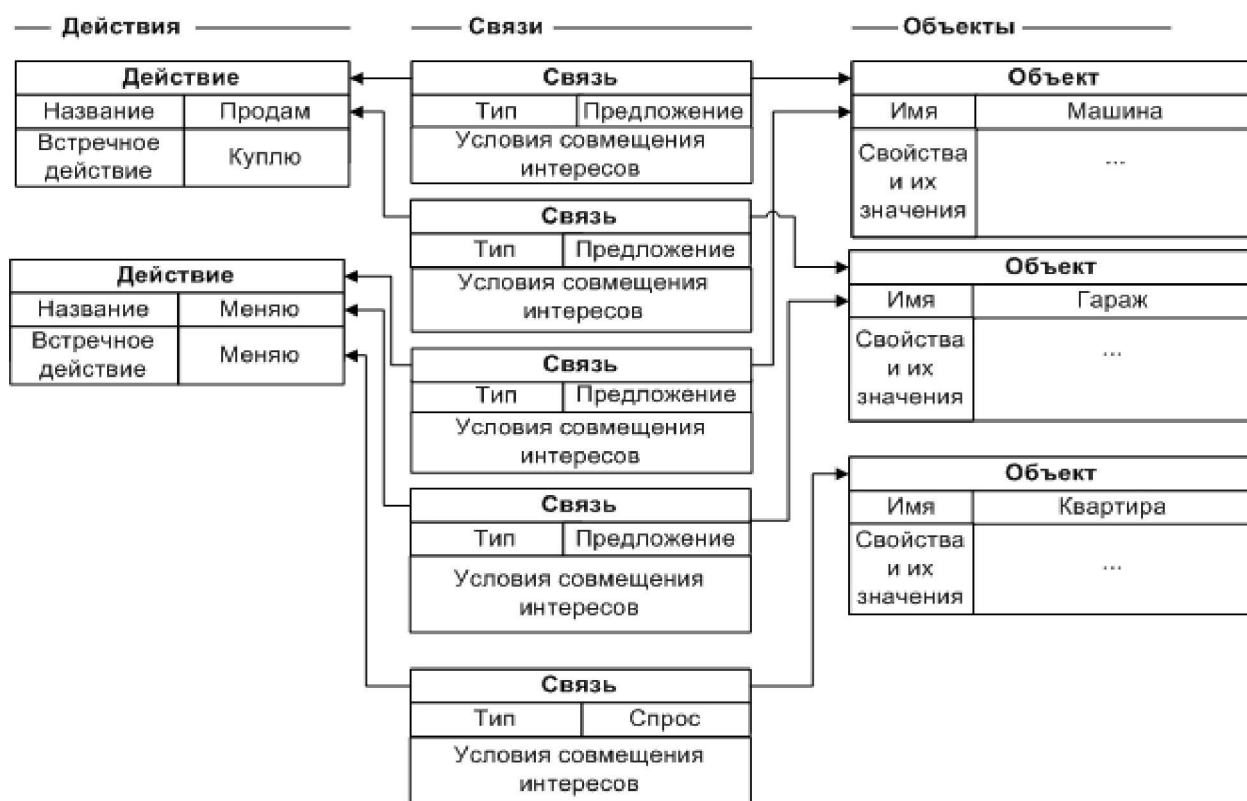 Действия
Действие
Название Продам
Встречное
действие
Куплю
Действие
Название Меняю
Встречное
действие
Меняю
Связи
Связь
Тип Предложение
Условия совмещения
интересов
Связь
Тип Предложение
Условия совмещения
интересов
Связь
Тип Предложение
Условия совмещения
интересов
Связь
Тип Предложение
Условия совмещения
интересов
Связь
Тип Спрос
Условия совмещения
интересов
Объекты
Объект
Имя Машина
Свойства
и их
значения
...
Объект
Имя Гараж
Свойства
и их
значения
...
Объект
Имя Квартира
Свойства
и их
значения
...